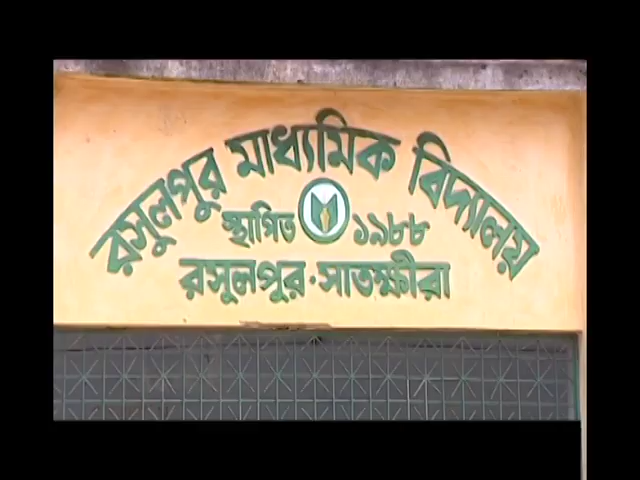 রসুলপুর মাধ্যমিক বিদ্যালয়
স্থাপিত ১৯৮৮
রসুলপুর·সাতক্ষীরা